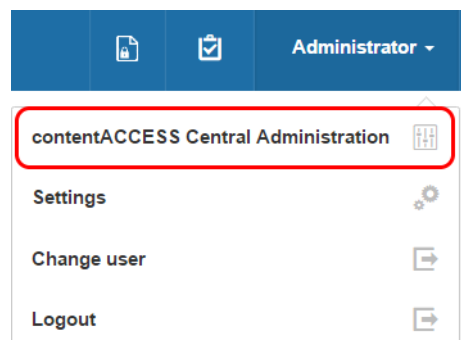 Administrator
contentACCESS Central Administration
Settings
Change user
Logout